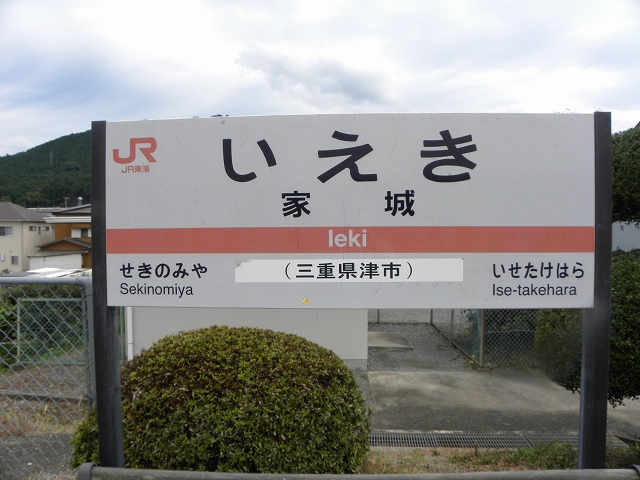 JR
JR東海
いえき
家城
Ieki
せきのみや
Sekinomiya
（三重県津市）
いせたけはら
Ise-takehara